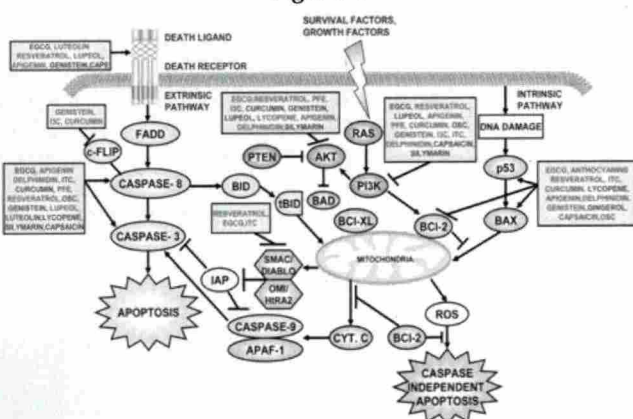 SURVIVAL FACTORS,
GROWTH FACTORS
DEATH LIGAND
EGCG, LUTEOLIN
RESVERATROL, LUPEOL,
APIGENIN, GENISTEIN,CAPE
DEATH RECEPTOR
EXTRINSIC
PATHWAY
INTRINSIC
PATHWAY
GENISTEIN,
I3C, CURCUMIN
EGCG,RESVERATROL, PFE,
I3C, CURCUMIN, GENISTEIN,
LUPEOL, LYCOPENE, APIGENIN,
DELPHINIDIN,SILYMARIN
EGCG, RESVERATROL,
LUPEOL, APIGENIN,
PFE, CURCUMIN, OSC,
GENISTEIN, I3C, ITC,
DELPHINIDIN,CAPSAICIN,
SILYMARIN
DNA DAMAGE
FADD
RAS
c-FLIP
PTEN
AKT
p53
PI3K
EGCG, APIGENIN
DELPHINIDIN, ITC,
CURCUMIN, PFE,
RESVERATROL, OSC,
GENISTEIN, LUPEOL,
LUTEOLIN,LYCOPENE,
SILYMARIN,CAPSAICIN
EGCG, ANTHOCYANINS
RESVERATROL, ITC,
CURCUMIN, LYCOPENE,
APIGENIN,DELPHINIDIN,
GENISTEIN,GINGEROL,
CAPSAICIN,OSC
CASPASE- 8
BID
tBID
BAD
BCl-XL
BCl-2
BAX
RESVERATROL,
EGCG,ITC
CASPASE- 3
SMAC/
DIABLO
MITOCHONDRIA
IAP
OMI/
HIRA2
APOPTOSIS
ROS
CASPASE-9
APAF-1
CYT. C
BCl-2
CASPASE
INDEPENDENT
APOPTOSIS